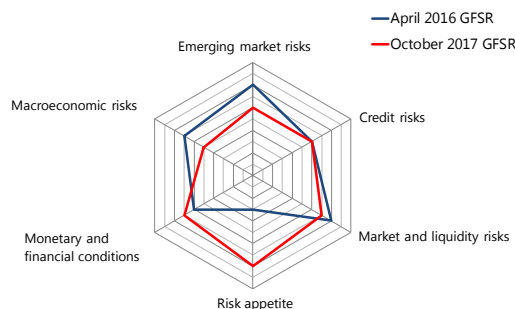 April 2016 GFSR
October 2017 GFSR
Emerging market risks
Macroeconomic risks
Credit risks
Monetary and
financial conditions
Market and liquidity risks
Risk appetite